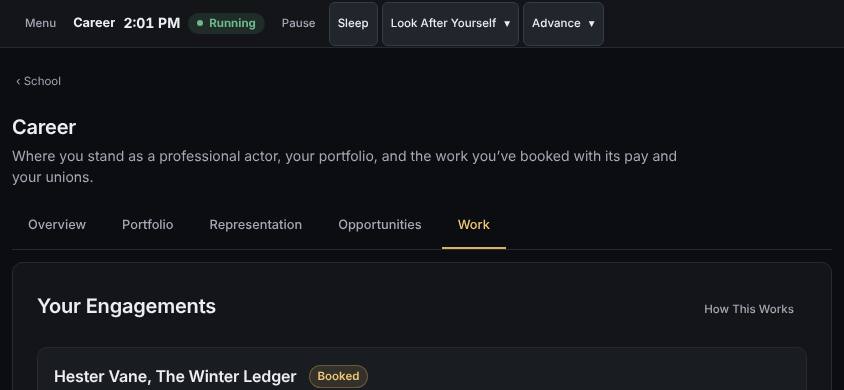 Menu Career 2:01 PM Running Pause Sleep Look After Yourself ▾ Advance ▾
‹ School
Career
Where you stand as a professional actor, your portfolio, and the work you’ve booked with its pay and
your unions.
Overview Portfolio Representation Opportunities Work
Your Engagements How This Works
Hester Vane, The Winter Ledger Booked